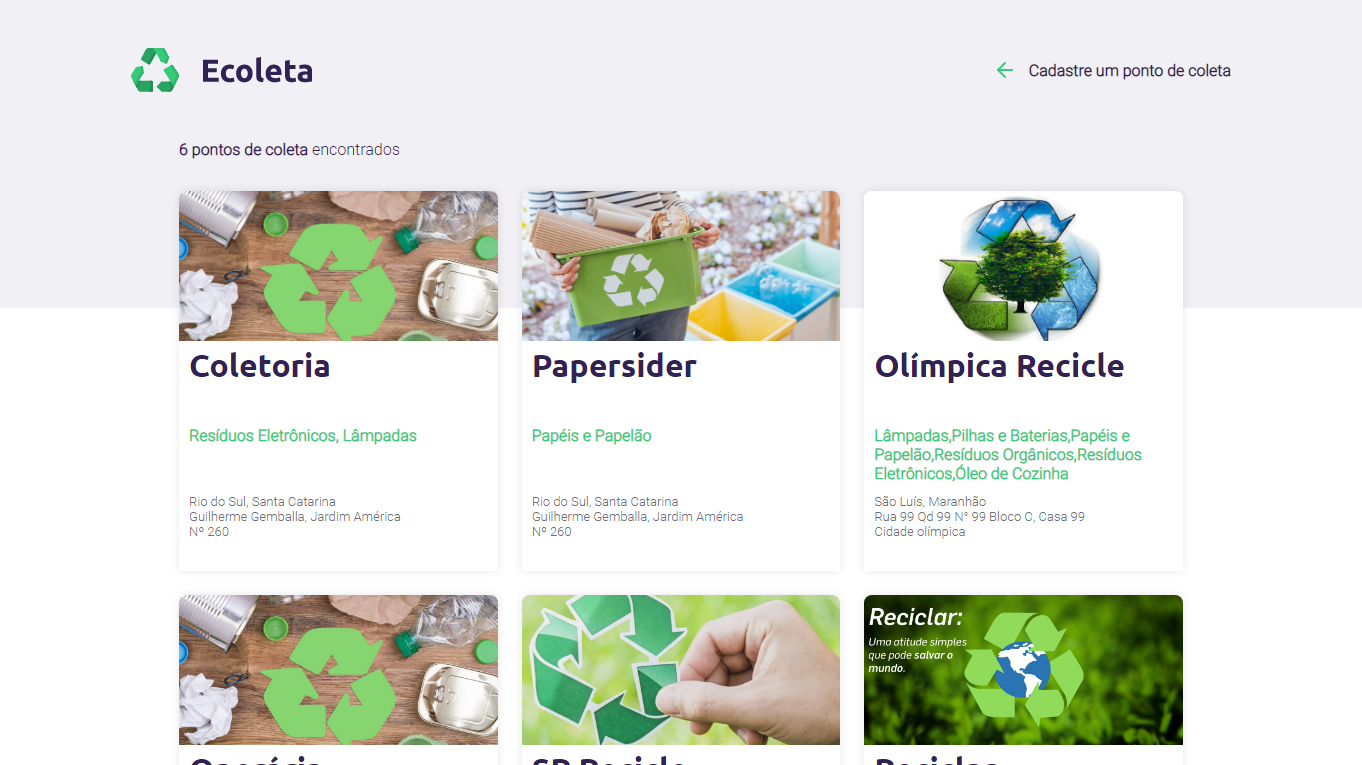 Ecoleta
Cadastre um ponto de coleta
6 pontos de coleta encontrados
Coletoria
Resíduos Eletrônicos, Lâmpadas
Rio do Sul, Santa Catarina
Guilherme Gemballa, Jardim América
Nº 260
Papersider
Papéis e Papelão
Rio do Sul, Santa Catarina
Guilherme Gemballa, Jardim América
Nº 260
Olímpica Recicle
Lâmpadas,Pilhas e Baterias,Papéis e
Papelão,Resíduos Orgânicos,Resíduos
Eletrônicos,Óleo de Cozinha
São Luís, Maranhão
Rua 99 Qd 99 N° 99 Bloco C, Casa 99
Cidade olímpica
Reciclar:
Uma atitude simples
que pode salvar o
mundo.
SP Recicle